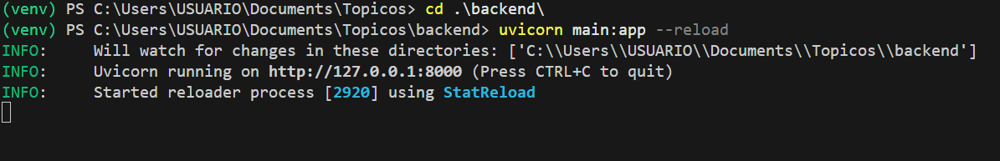 (venv) PS C:\Users\USUARIO\Documents\Topicos> cd .\backend\
(venv) PS C:\Users\USUARIO\Documents\Topicos\backend> uvicorn main:app --reload
INFO:     Will watch for changes in these directories: ['C:\\Users\\USUARIO\\Documents\\Topicos\\backend']
INFO:     Uvicorn running on http://127.0.0.1:8000 (Press CTRL+C to quit)
INFO:     Started reloader process [2920] using StatReload